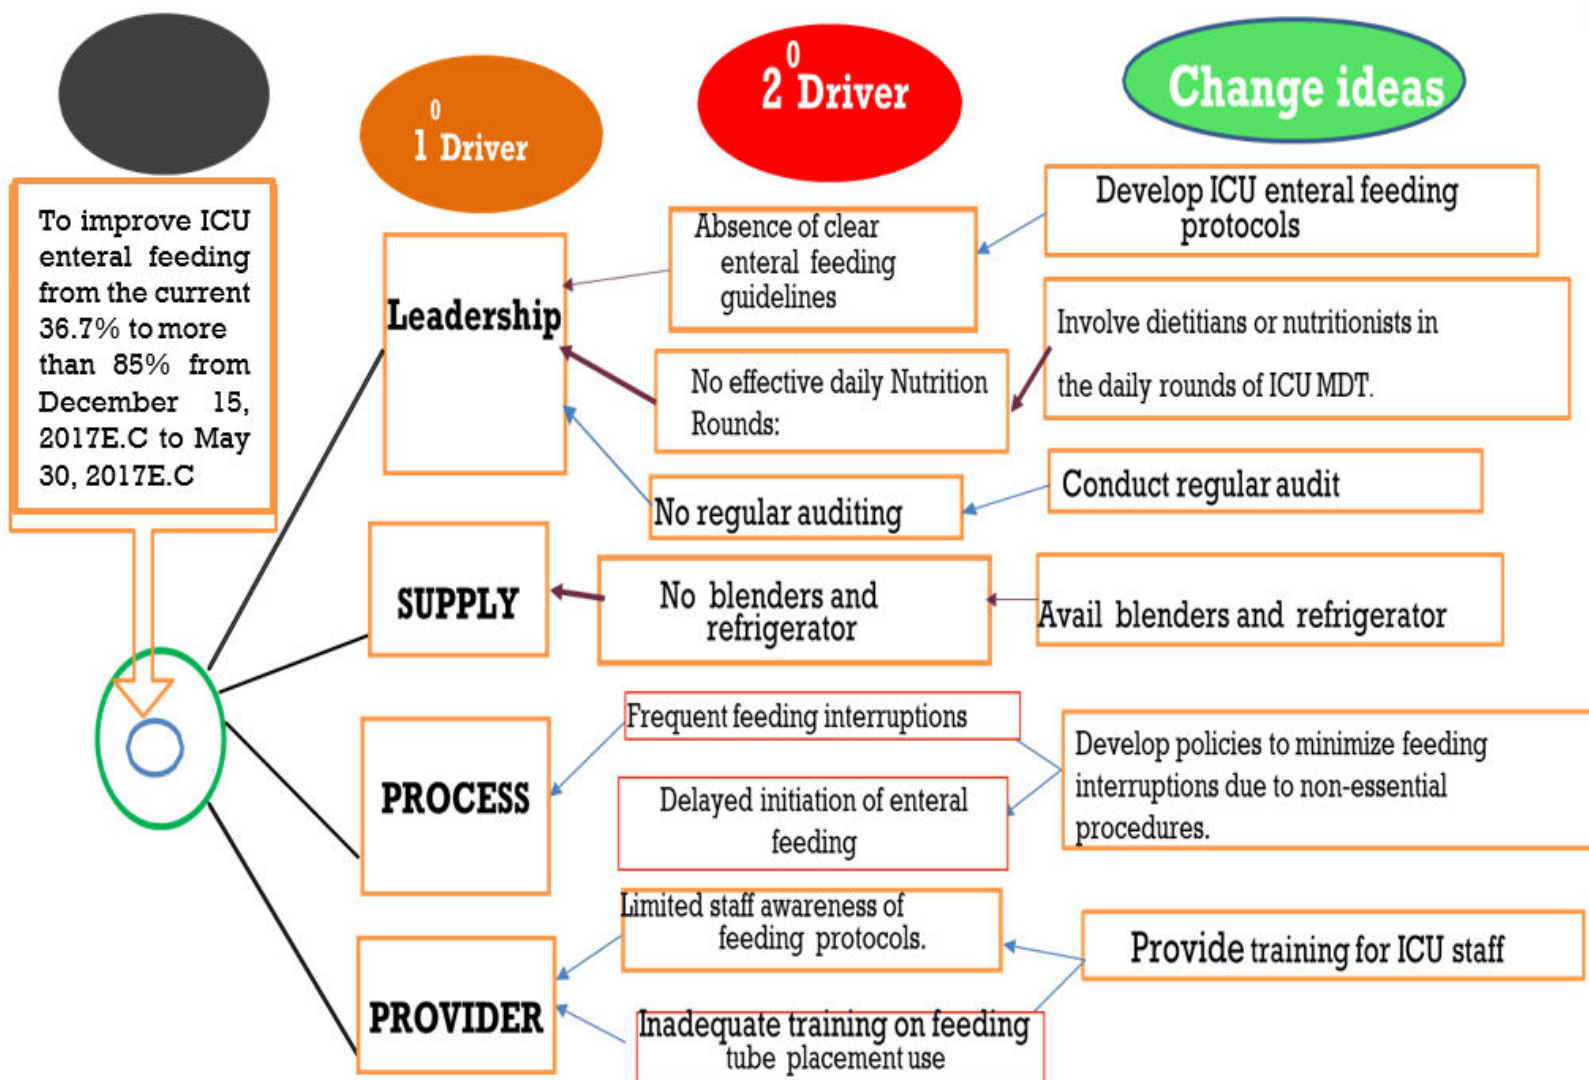 1⁰ Driver
2⁰ Driver
Change ideas
To improve ICU
enteral feeding
from the current
36.7% to more
than 85% from
December 15,
2017E.C to May
30, 2017E.C
Leadership
Absence of clear
enteral feeding
guidelines
Develop ICU enteral feeding
protocols
No effective daily Nutrition
Rounds:
Involve dietitians or nutritionists in
the daily rounds of ICU MDT.
No regular auditing
Conduct regular audit
SUPPLY
No blenders and
refrigerator
Avail blenders and refrigerator
PROCESS
Frequent feeding interruptions
Delayed initiation of enteral
feeding
Develop policies to minimize feeding
interruptions due to non-essential
procedures.
PROVIDER
Limited staff awareness of
feeding protocols.
Inadequate training on feeding
tube placement use
Provide training for ICU staff